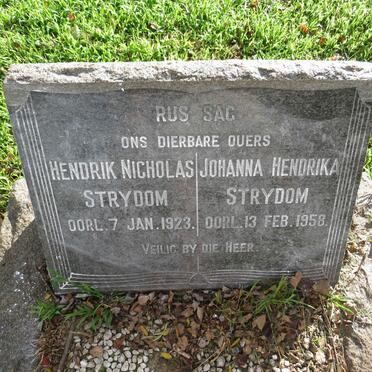 RUS SAG
ONS DIERBARE OUERS
HENDRIK NICHOLAS
STRYDOM
OORL. 7 JAN. 1923.
JOHANNA HENDRIKA
STRYDOM
OORL. 13 FEB. 1958.
VEILIG BY DIE HEER.